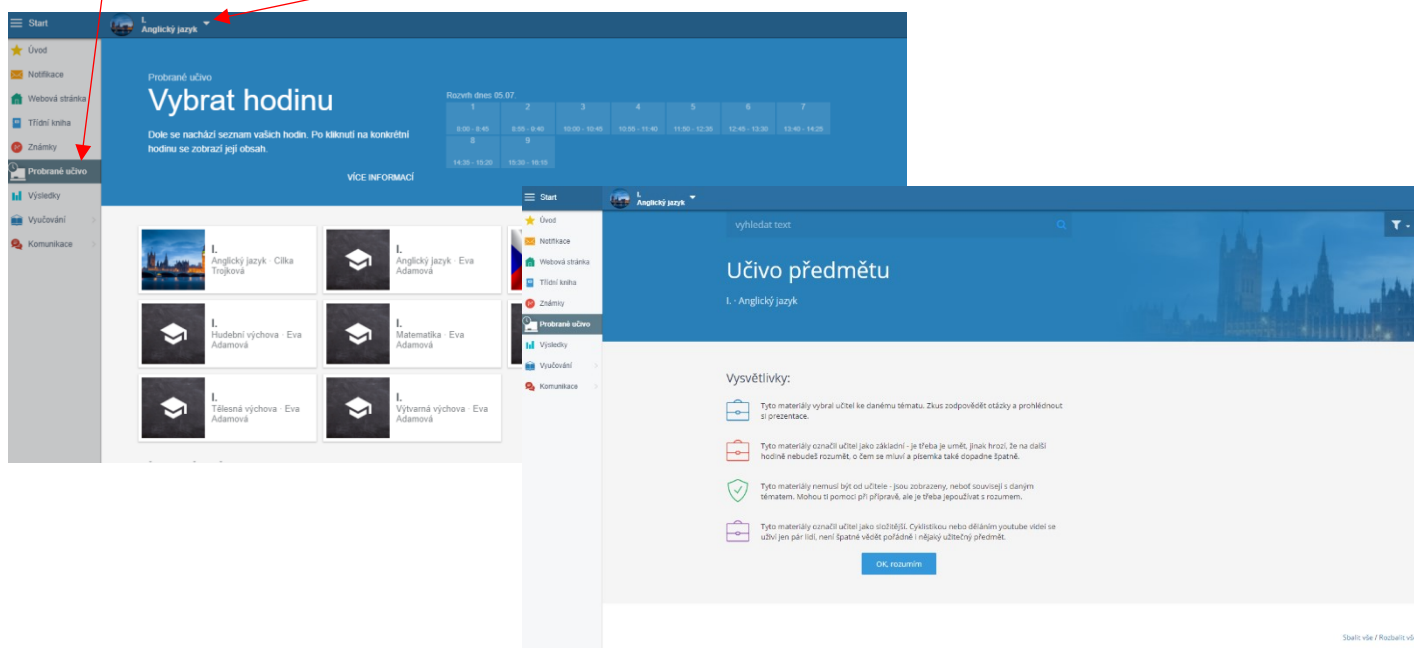 Start
I.
Anglický jazyk
Úvod
Notifikace
Webová stránka
Třídní kniha
Známky
Probrané učivo
Výsledky
Vyučování
Komunikace
Probrané učivo
Vybrat hodinu
Dole se nachází seznam vašich hodin. Po kliknutí na konkrétní
hodinu se zobrazí její obsah.
VÍCE INFORMACÍ
Rozvrh dnes 05.07.
1 2 3 4 5 6 7
8:00 - 8:45 8:55 - 9:40 10:00 - 10:45 10:55 - 11:40 11:50 - 12:35 12:45 - 13:30 13:40 - 14:25
8 9
14:35 - 15:20 15:30 - 16:15
I.
Anglický jazyk · Cilka
Trojková
I.
Anglický jazyk · Eva
Adamová
I.
Hudební výchova · Eva
Adamová
I.
Matematika · Eva
Adamová
I.
Tělesná výchova · Eva
Adamová
I.
Výtvarná výchova · Eva
Adamová
Start
I.
Anglický jazyk
Úvod
Notifikace
Webová stránka
Třídní kniha
Známky
Probrané učivo
Výsledky
Vyučování
Komunikace
vyhledat text
Učivo předmětu
I. - Anglický jazyk
Vysvětlivky:
Tyto materiály vybral učitel ke danému tématu. Zkus zodpovědět otázky a prohlédnout
si prezentace.
Tyto materiály označil učitel jako základní - je třeba je umět, jinak hrozí, že na další
hodině nebudeš rozumět, o čem se mluví a písemka také dopadne špatně.
Tyto materiály nemusí být od učitele - jsou zobrazeny, neboť souvisejí s daným
tématem. Mohou ti pomoci při přípravě, ale je třeba jepoužívat s rozumem.
Tyto materiály označil učitel jako složitější. Cyklistikou nebo děláním youtube videí se
uživí jen pár lidí, není špatné vědět pořádně i nějaký užitečný předmět.
OK, rozumím
Sbalit vše / Rozbalit